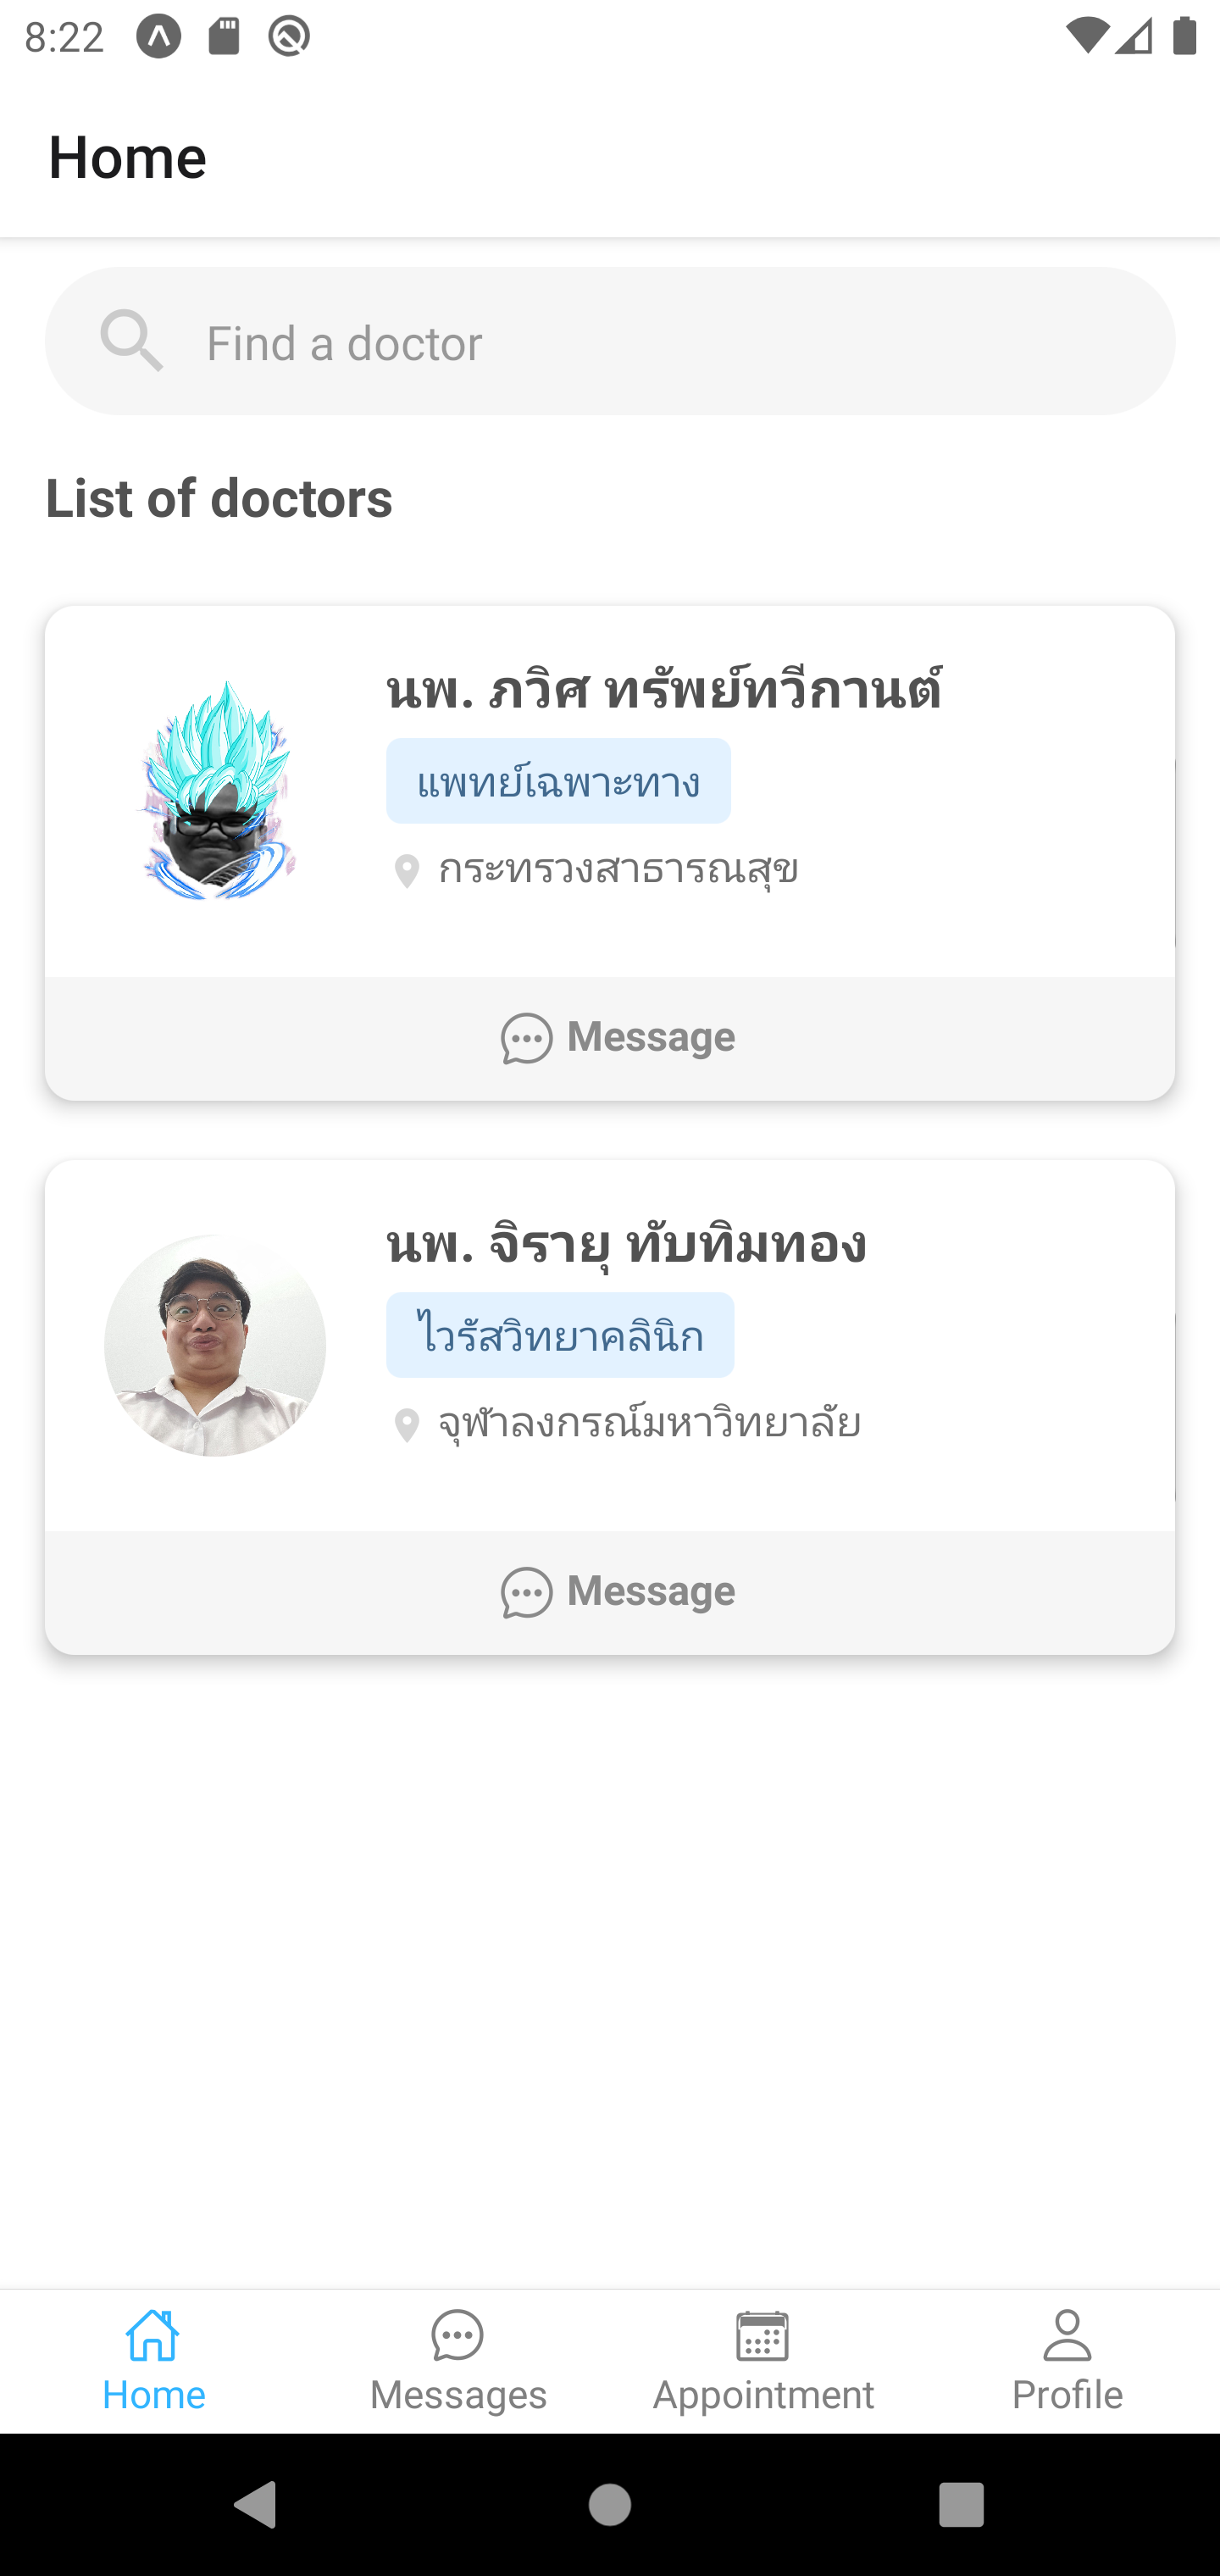 8:22
Home
Find a doctor
List of doctors
นพ. ภวิศ ทรัพย์ทวีกานต์
แพทย์เฉพาะทาง
กระทรวงสาธารณสุข
Message
นพ. จิรายุ ทับทิมทอง
ไวรัสวิทยาคลินิก
จุฬาลงกรณ์มหาวิทยาลัย
Message
Home
Messages
Appointment
Profile